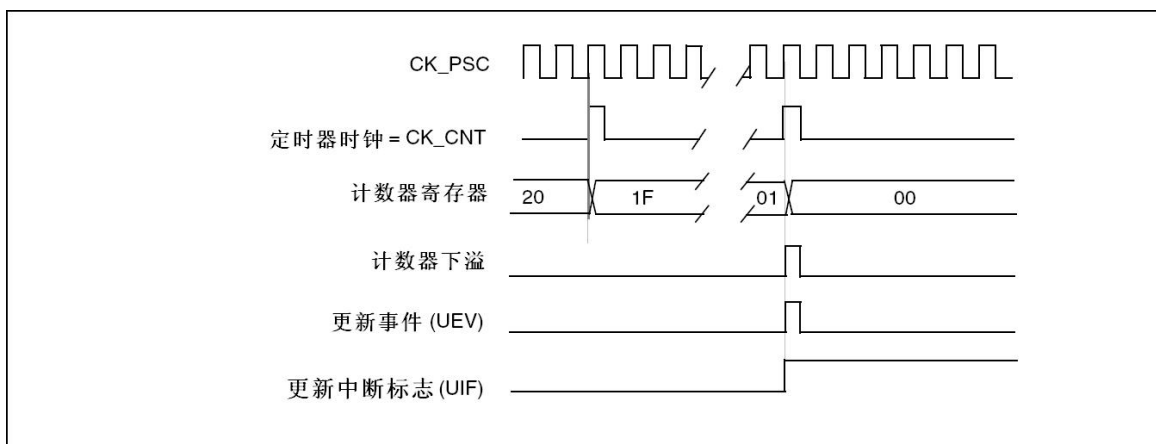 CK_PSC
定时器时钟 = CK_CNT
计数器寄存器 20 1F 01 00
计数器下溢
更新事件 (UEV)
更新中断标志 (UIF)